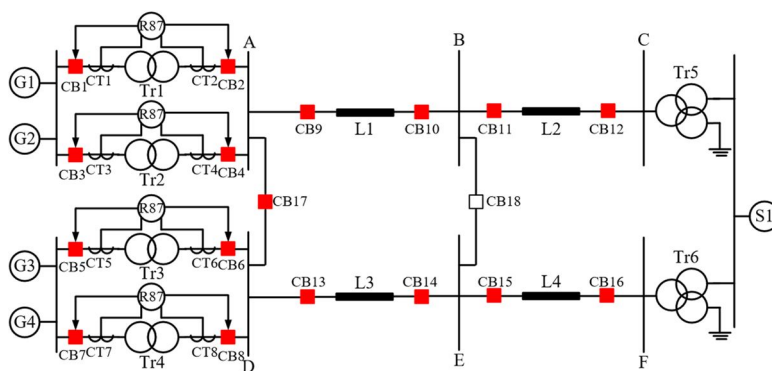 R87
A
B
C
G1
CB1
CT1
Tr1
CT2
CB2
Tr5
R87
CB9
L1
CB10
CB11
L2
CB12
G2
CB3
CT3
Tr2
CT4
CB4
CB17
CB18
S1
R87
G3
CB5
CT5
Tr3
CT6
CB6
Tr6
R87
CB13
L3
CB14
CB15
L4
CB16
G4
CB7
CT7
Tr4
CT8
CB8
D
E
F